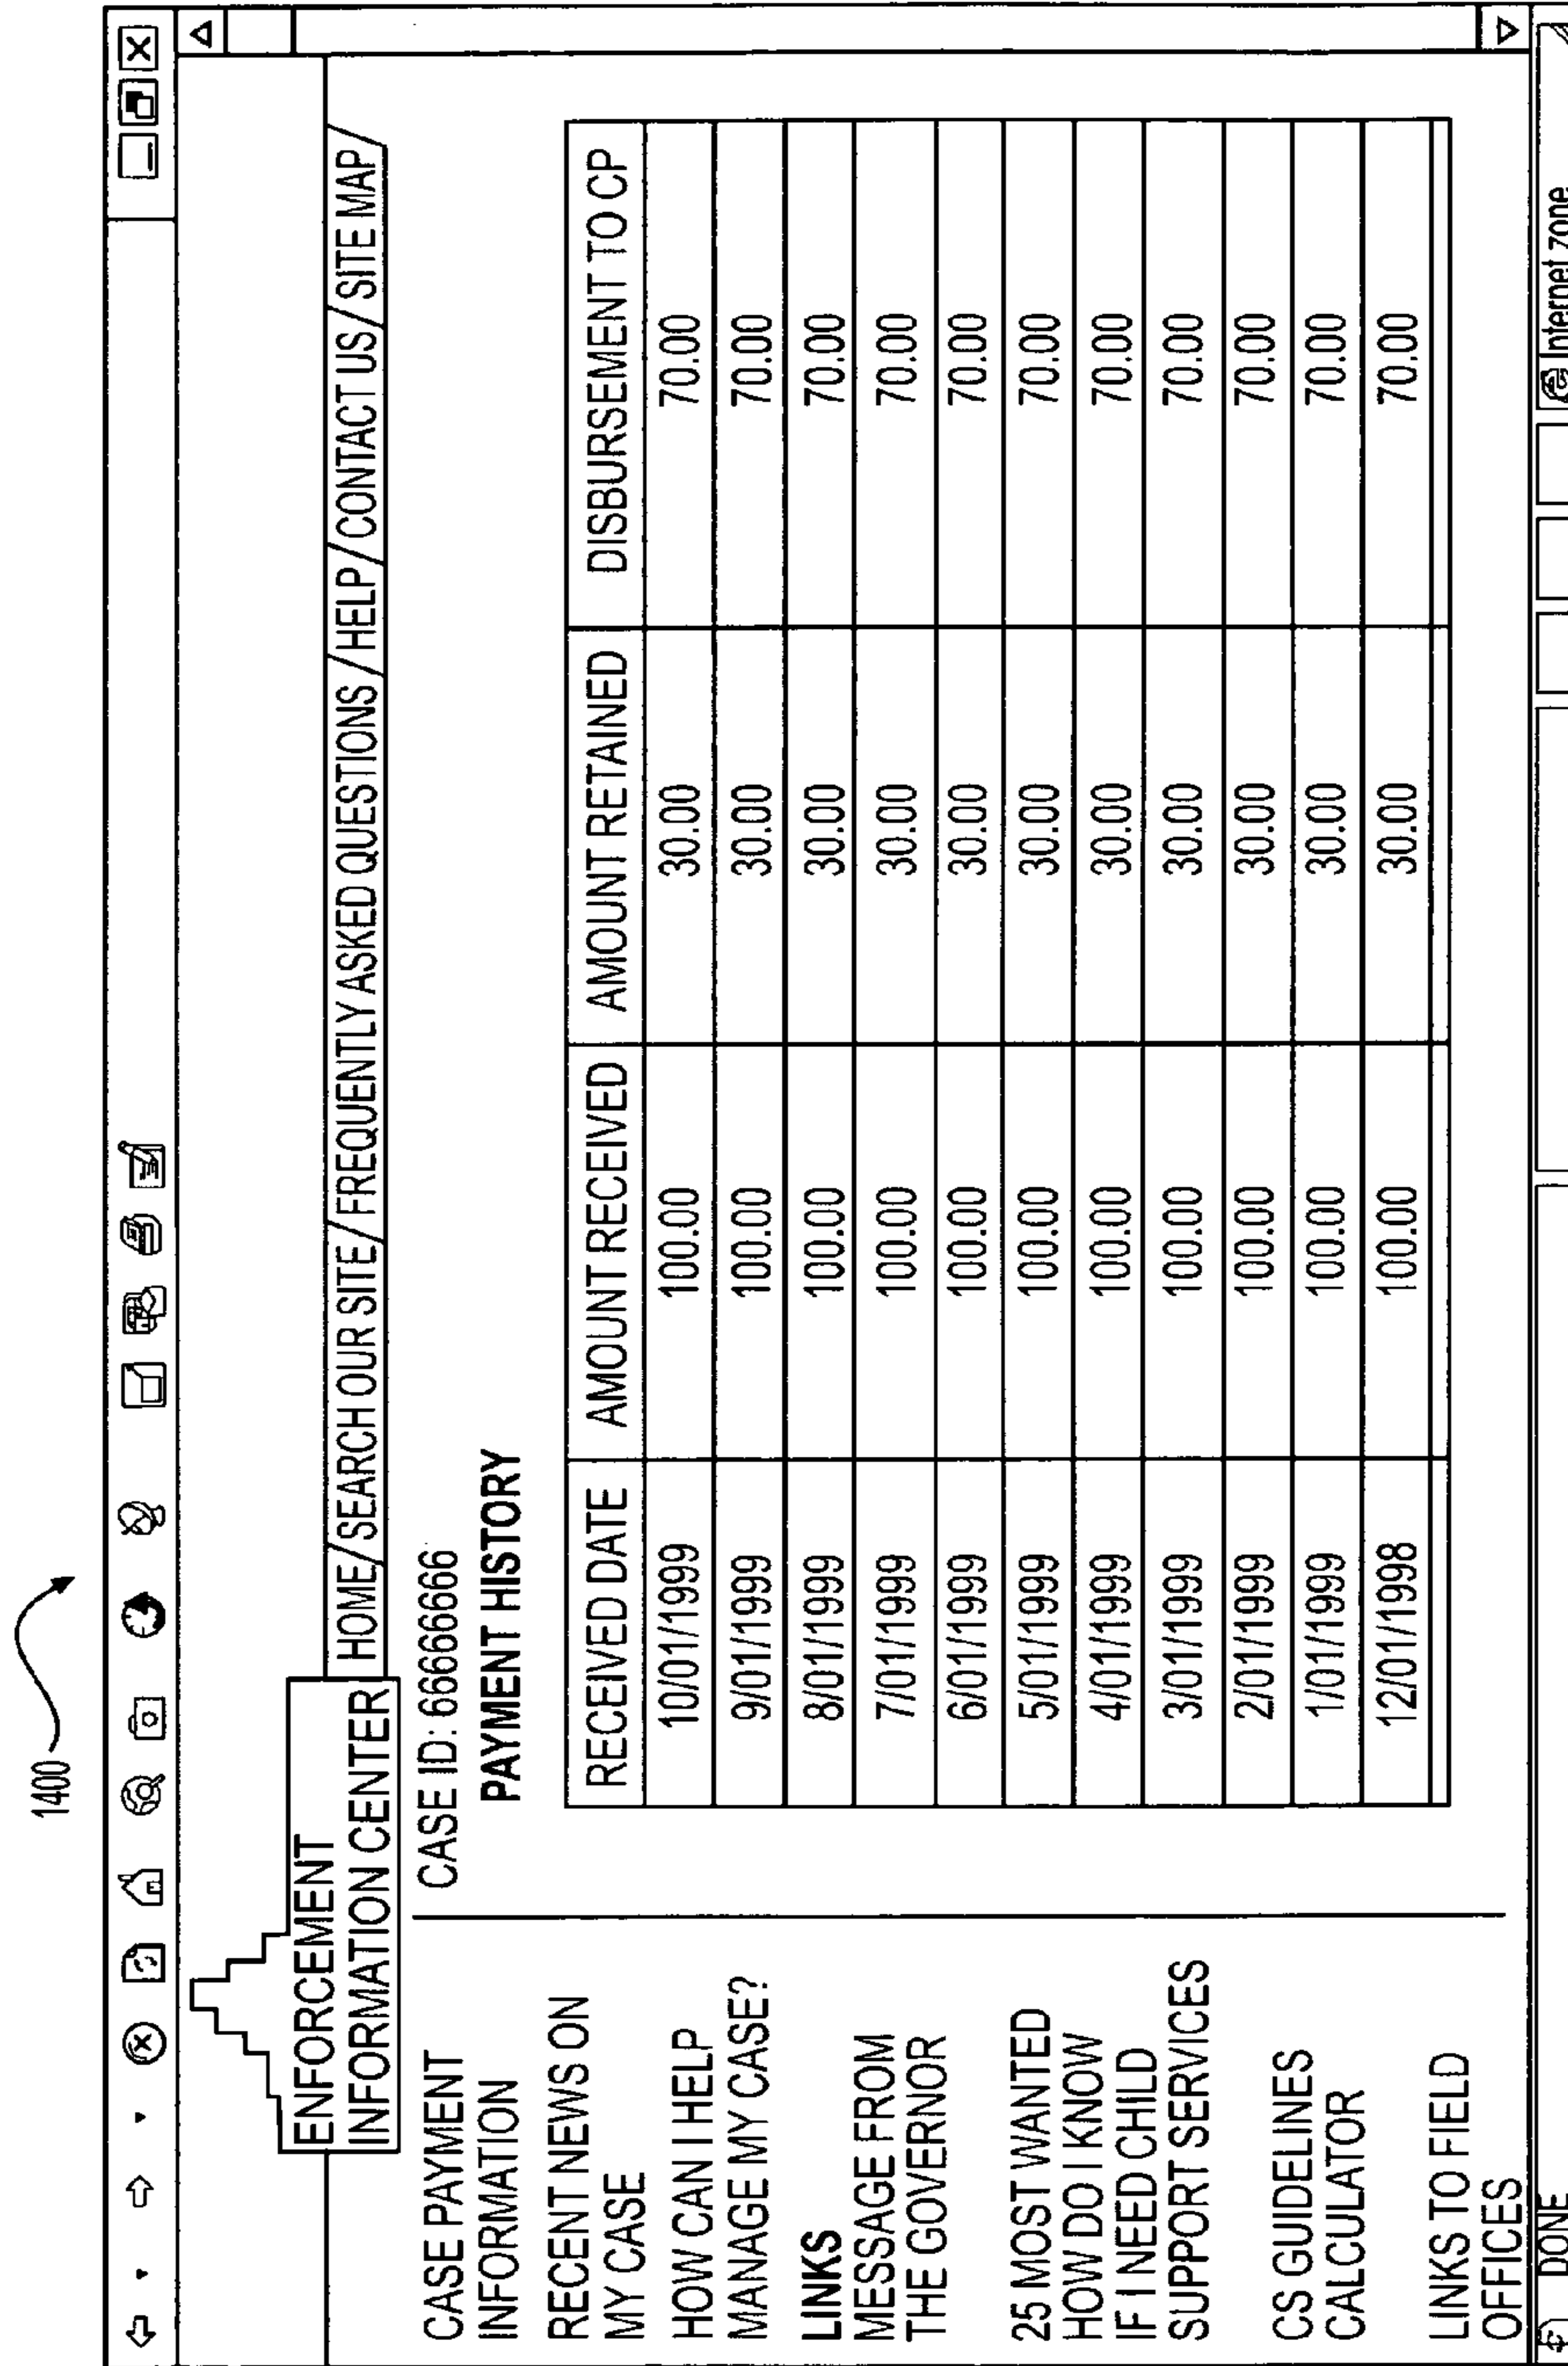 1400
ENFORCEMENT
INFORMATION CENTER
HOME/SEARCH OUR SITE/FREQUENTLY ASKED QUESTIONS/HELP/CONTACT US/SITE MAP/
CASE PAYMENT
INFORMATION
RECENT NEWS ON
MY CASE
HOW CAN I HELP
MANAGE MY CASE?
LINKS
MESSAGE FROM
THE GOVERNOR
25 MOST WANTED
HOW DO I KNOW
IF I NEED CHILD
SUPPORT SERVICES
CS GUIDELINES
CALCULATOR
LINKS TO FIELD
OFFICES
CASE ID: 66666666
PAYMENT HISTORY
RECEIVED DATE AMOUNT RECEIVED AMOUNT RETAINED DISBURSEMENT TO CP
10/01/1999 100.00 30.00 70.00
9/01/1999 100.00 30.00 70.00
8/01/1999 100.00 30.00 70.00
7/01/1999 100.00 30.00 70.00
6/01/1999 100.00 30.00 70.00
5/01/1999 100.00 30.00 70.00
4/01/1999 100.00 30.00 70.00
3/01/1999 100.00 30.00 70.00
2/01/1999 100.00 30.00 70.00
1/01/1999 100.00 30.00 70.00
12/01/1998 100.00 30.00 70.00
DONE
Internet zone